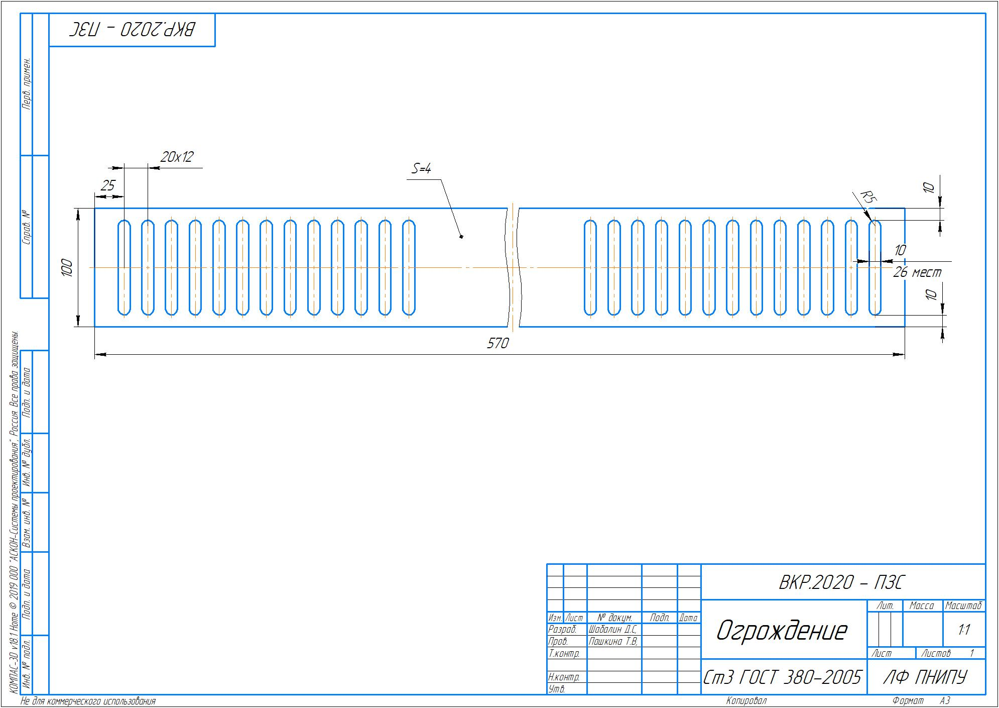 ВКР.2020 - ПЗС
Перв. примен.
Справ. №
Подп. и дата
Инв. № дубл.
Взам. инв. №
Подп. и дата
Инв. № подл.
КОМПАС-3D v18.1 Home © 2019 ООО "АСКОН-Системы проектирования", Россия. Все права защищены.
20x12
25
S=4
R5
10
100
10
26 мест
10
570
ВКР.2020 - ПЗС
Лит. Масса Масштаб
Изм. Лист № докум. Подп. Дата
Разраб. Шабалин Д.С,
Пров. Пашкина Т.В,
Т.контр.
Н.контр.
Утв.
Ограждение
1:1
Лист Листов 1
Ст3 ГОСТ 380-2005
ЛФ ПНИПУ
Не для коммерческого использования
Копировал
Формат А3